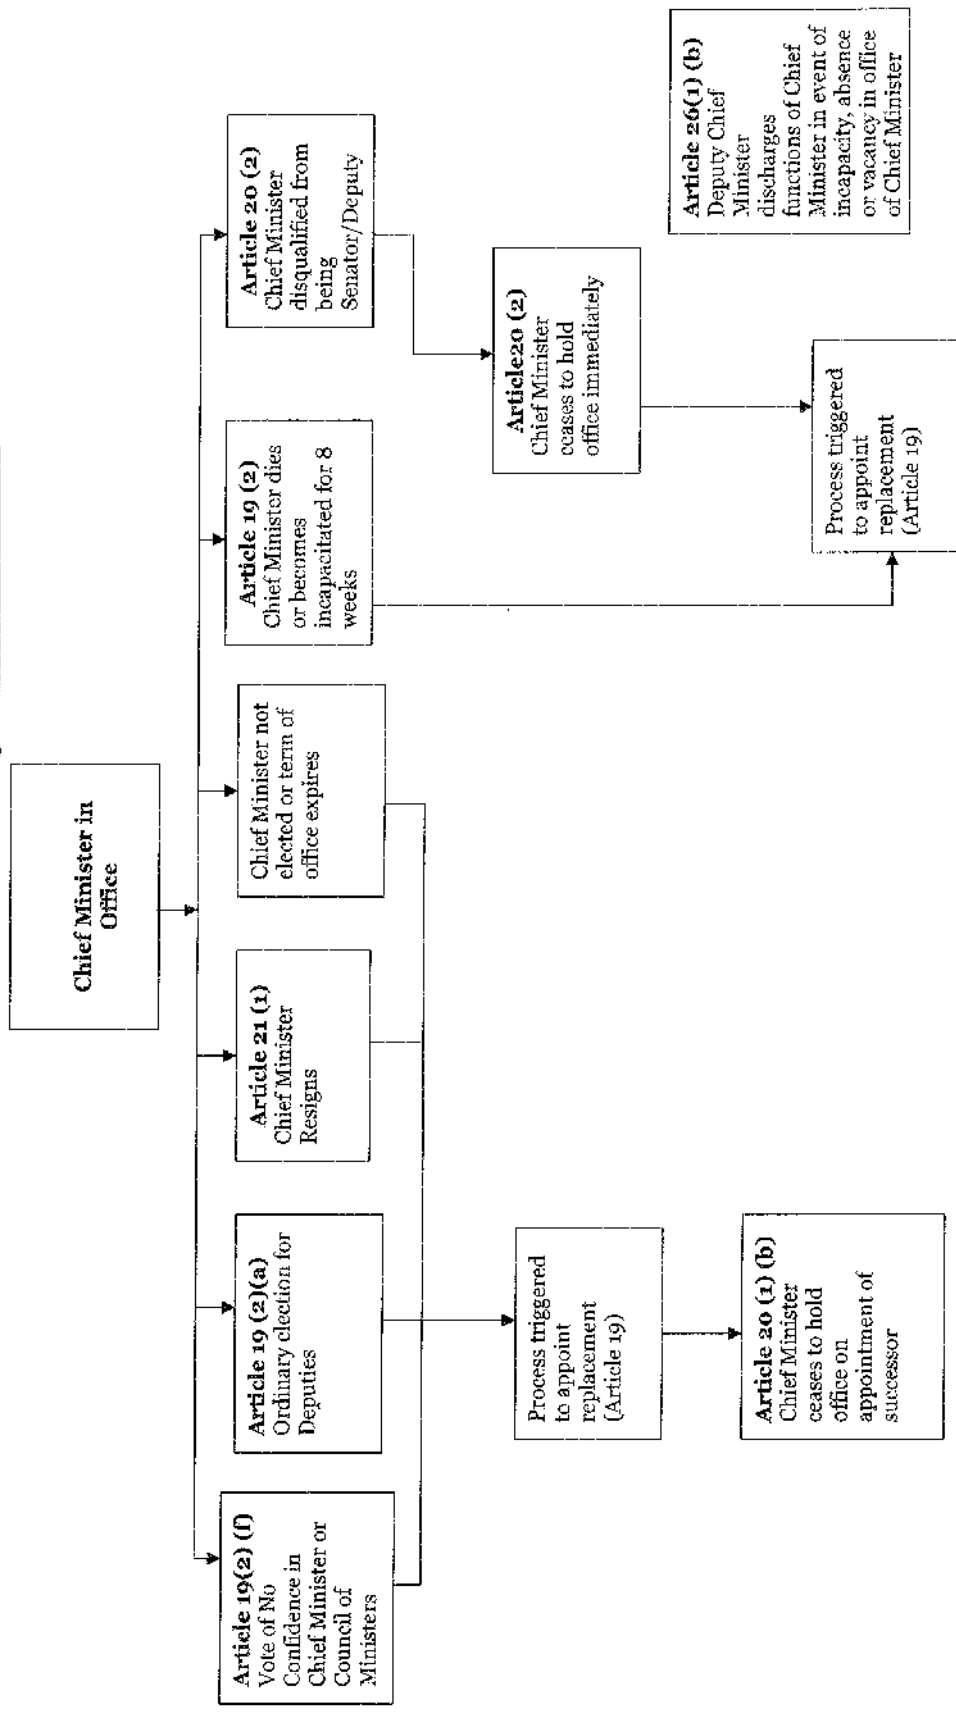 Chief Minister in
Office
Article 19(2) (f)
Vote of No
Confidence in
Chief Minister or
Council of
Ministers
Article 19 (2)(a)
Ordinary election for
Deputies
Article 21 (1)
Chief Minister
Resigns
Chief Minister not
elected or term of
office expires
Article 19 (2)
Chief Minister dies
or becomes
incapacitated for 8
weeks
Article 20 (2)
Chief Minister
disqualified from
being
Senator/Deputy
Process triggered
to appoint
replacement
(Article 19)
Article20 (2)
Chief Minister
ceases to hold
office immediately
Article 20 (1) (b)
Chief Minister
ceases to hold
office on
appointment of
successor
Process triggered
to appoint
replacement
(Article 19)
Article 26(1) (b)
Deputy Chief
Minister
discharges
functions of Chief
Minister in event of
incapacity, absence
or vacancy in office
of Chief Minister